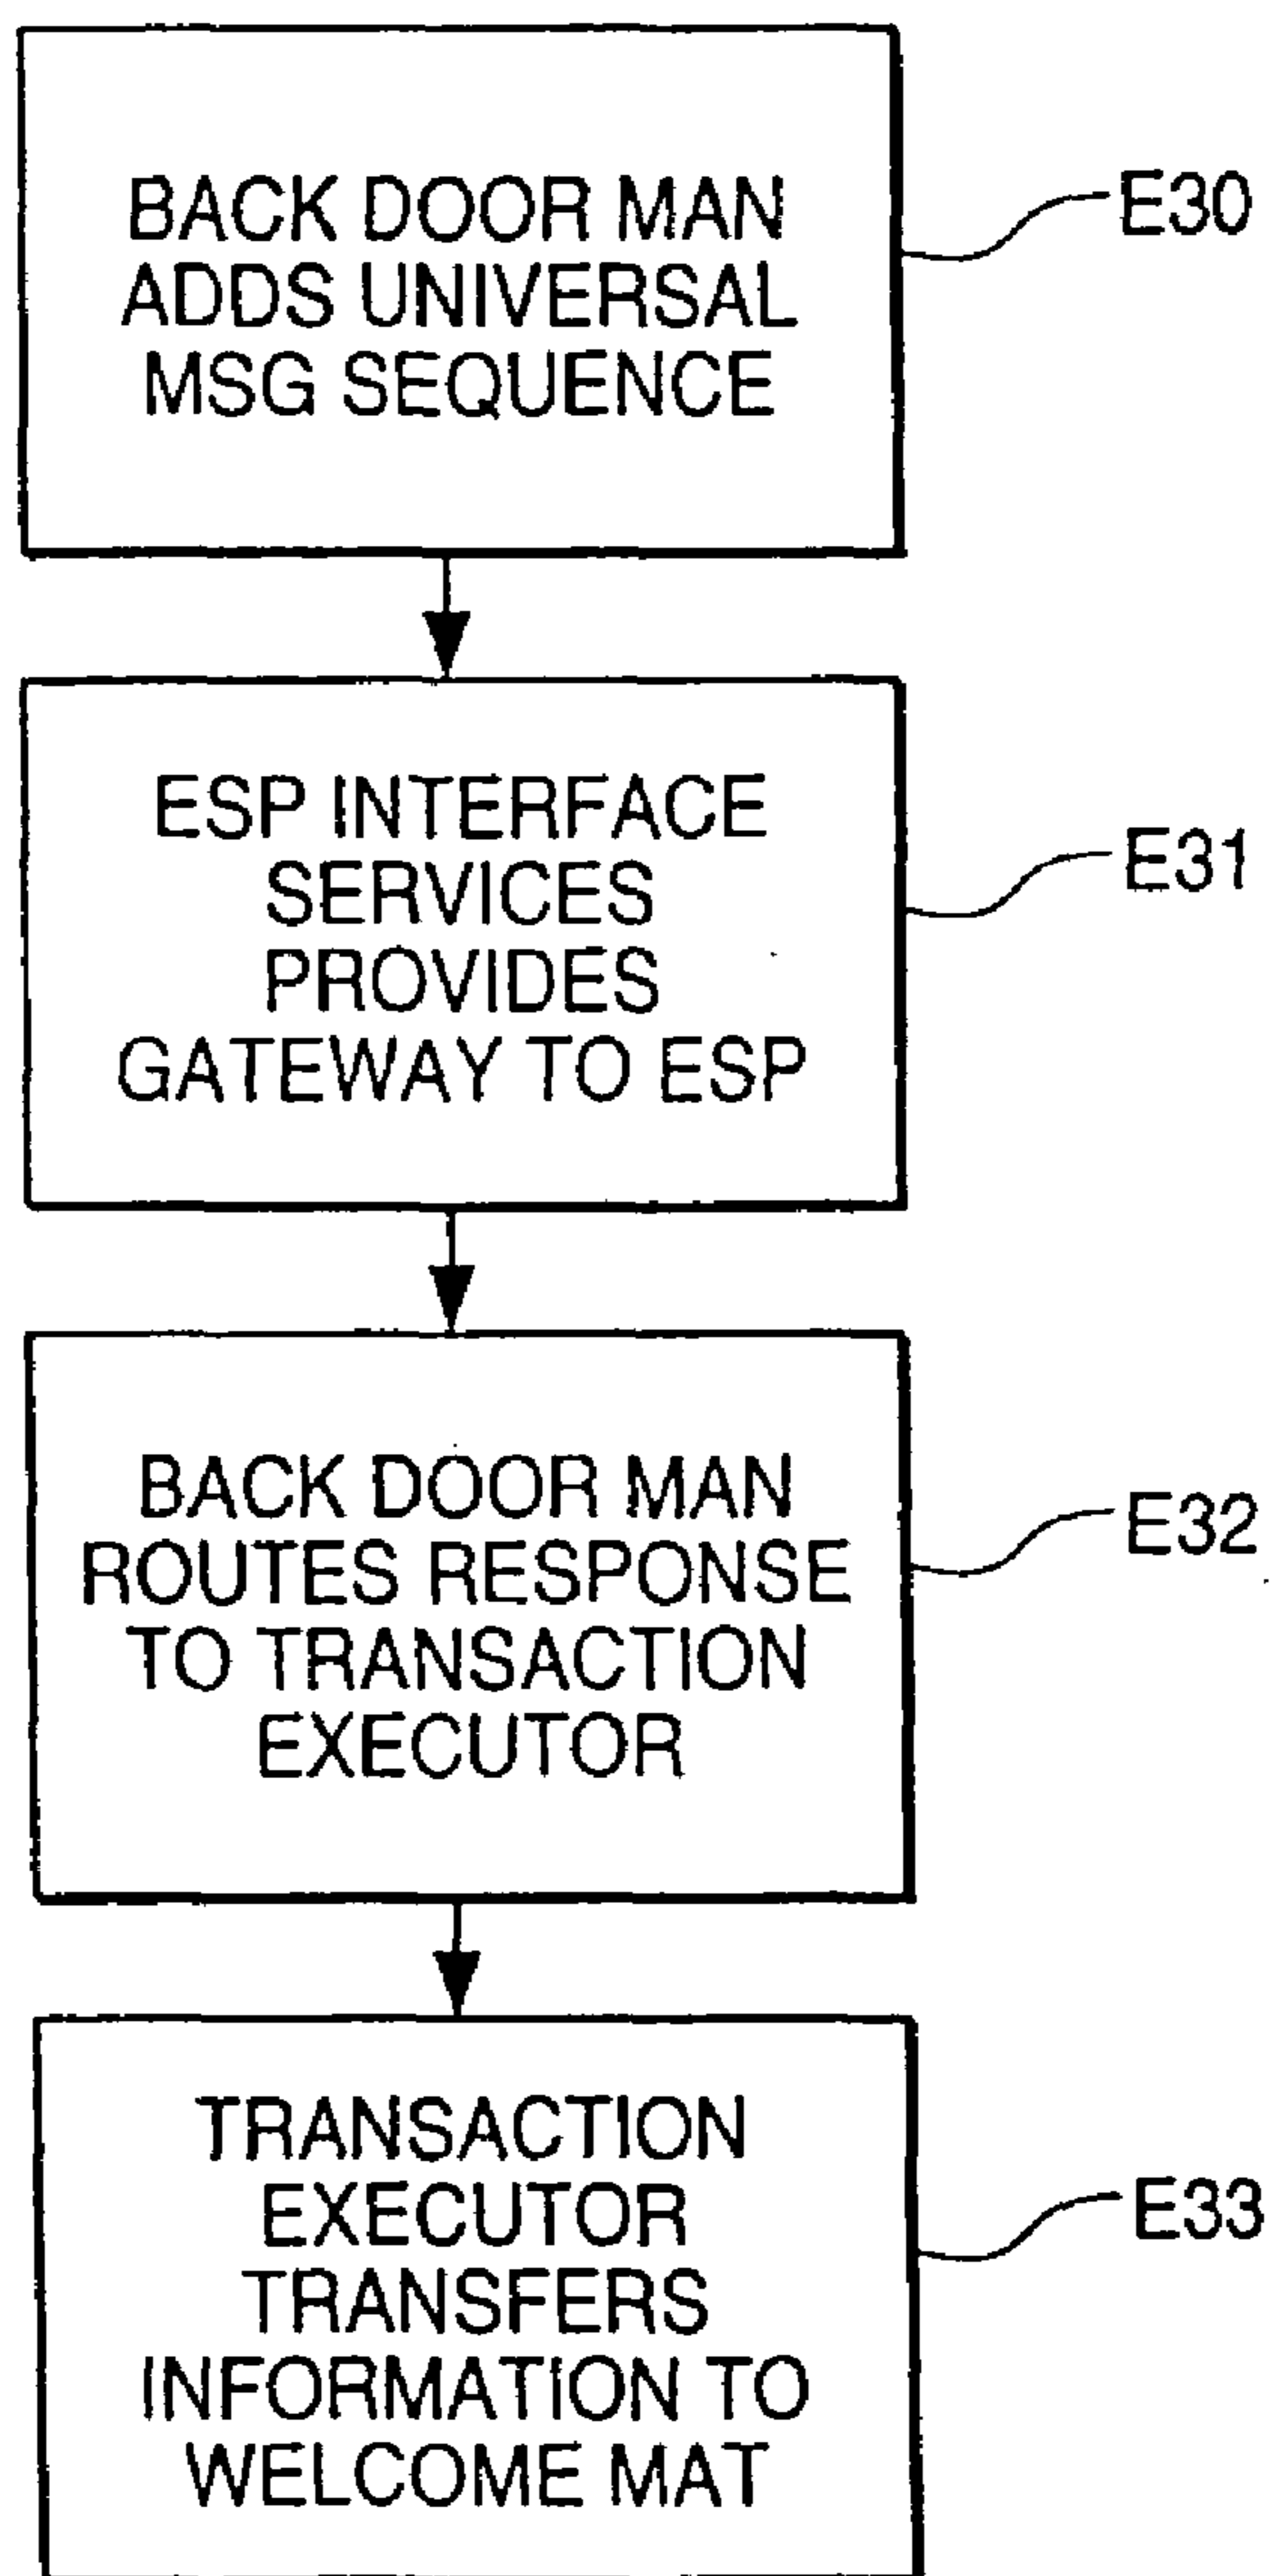 BACK DOOR MAN
ADDS UNIVERSAL
MSG SEQUENCE
E30
ESP INTERFACE
SERVICES
PROVIDES
GATEWAY TO ESP
E31
BACK DOOR MAN
ROUTES RESPONSE
TO TRANSACTION
EXECUTOR
E32
TRANSACTION
EXECUTOR
TRANSFERS
INFORMATION TO
WELCOME MAT
E33